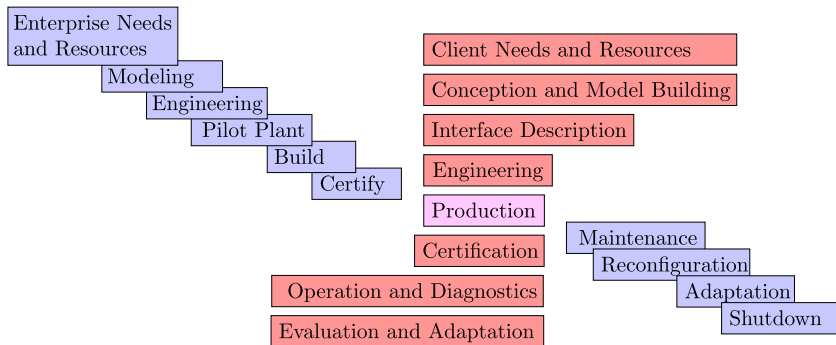 Enterprise Needs
and Resources
Modeling
Engineering
Pilot Plant
Build
Certify
Client Needs and Resources
Conception and Model Building
Interface Description
Engineering
Production
Certification
Operation and Diagnostics
Evaluation and Adaptation
Maintenance
Reconfiguration
Adaptation
Shutdown